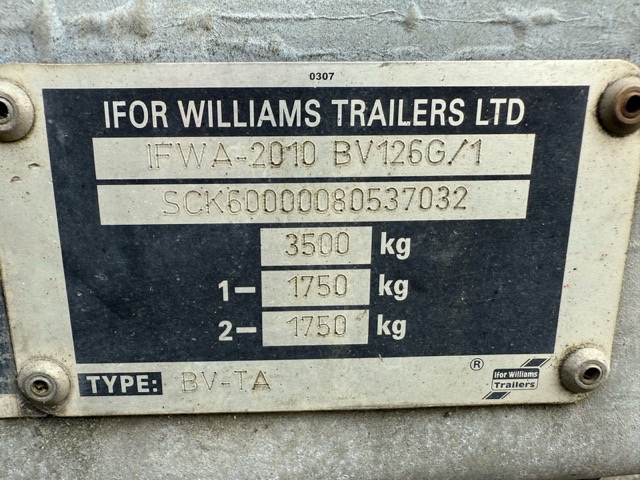 0307
IFOR WILLIAMS TRAILERS LTD
IFWA-2010 BV126G/1
SCK60000080537032
3500 kg
1– 1750 kg
2– 1750 kg
TYPE: BV-TA
®
Ifor Williams
Trailers